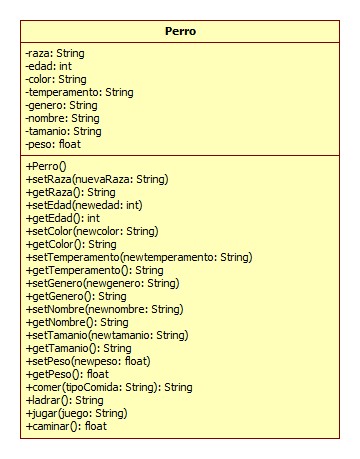 Perro
-raza: String
-edad: int
-color: String
-temperamento: String
-genero: String
-nombre: String
-tamanio: String
-peso: float
+Perro()
+setRaza(nuevaRaza: String)
+getRaza(): String
+setEdad(newedad: int)
+getEdad(): int
+setColor(newcolor: String)
+getColor(): String
+setTemperamento(newtemperamento: String)
+getTemperamento(): String
+setGenero(newgenero: String)
+getGenero(): String
+setNombre(newnombre: String)
+getNombre(): String
+setTamanio(newtamanio: String)
+getTamanio(): String
+setPeso(newpeso: float)
+getPeso(): float
+comer(tipoComida: String): String
+ladrar(): String
+jugar(juego: String)
+caminar(): float